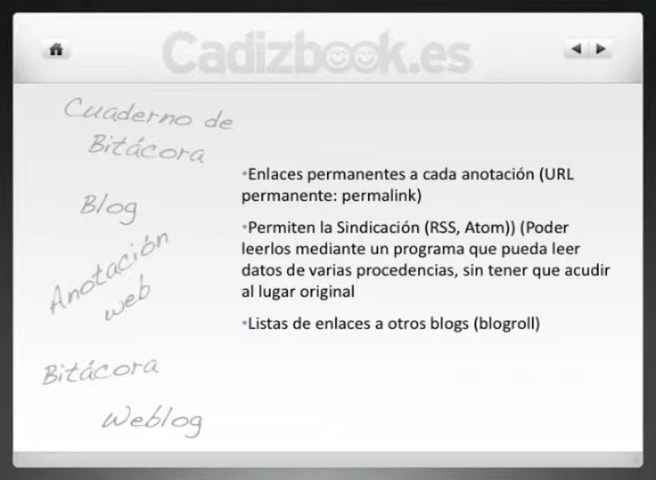 Cadizbook.es
Cuaderno de
Bitácora
Blog
Anotación
web
Bitácora
Weblog
•Enlaces permanentes a cada anotación (URL
permanente: permalink)
•Permiten la Sindicación (RSS, Atom)) (Poder
leerlos mediante un programa que pueda leer
datos de varias procedencias, sin tener que acudir
al lugar original
•Listas de enlaces a otros blogs (blogroll)